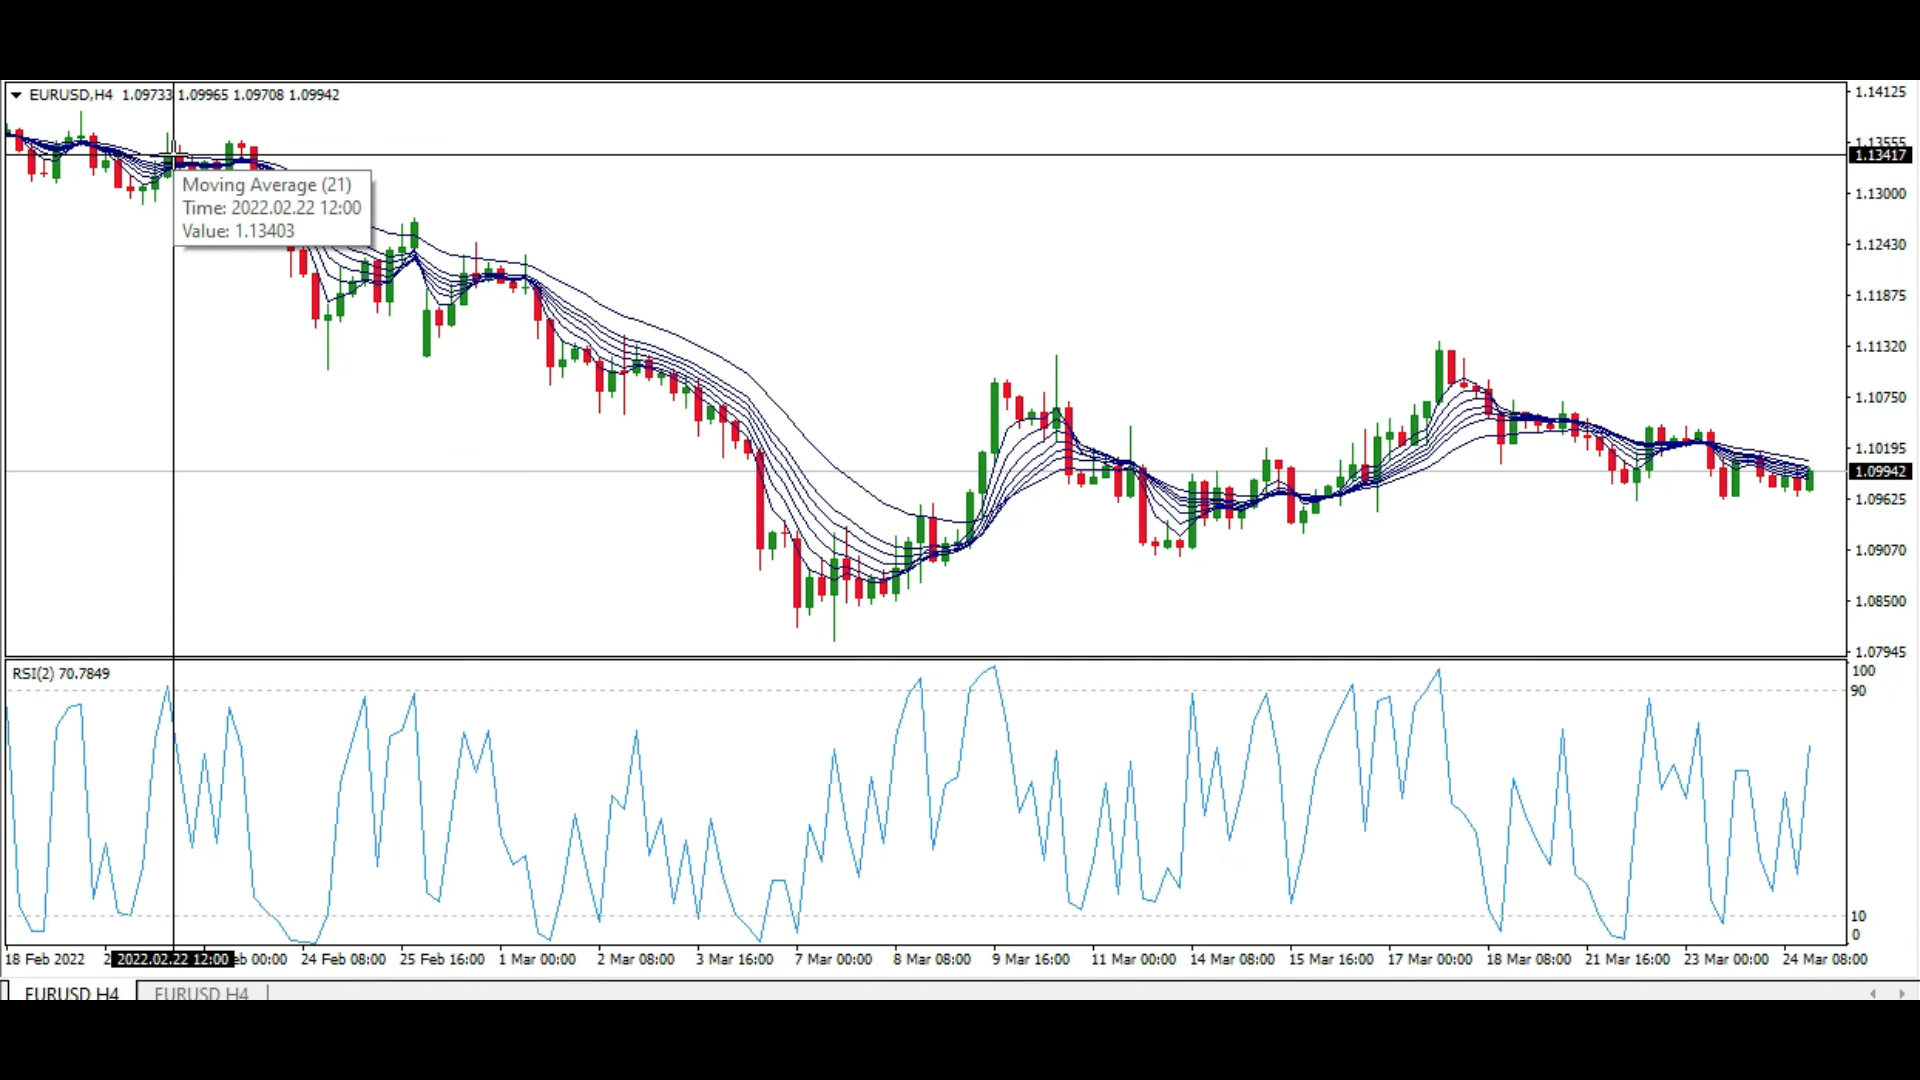 EURUSD,H4 1.09733 1.09965 1.09708 1.09942
1.14125
1.13555
1.13417
1.13000
1.12430
1.11875
1.11320
1.10750
1.10195
1.09942
1.09625
1.09070
1.08500
1.07945
Moving Average (21)
Time: 2022.02.22 12:00
Value: 1.13403
RSI(2) 70.7849
100
90
10
0
18 Feb 2022 2 2022.02.22 12:00 eb 00:00 24 Feb 08:00 25 Feb 16:00 1 Mar 00:00 2 Mar 08:00 3 Mar 16:00 7 Mar 00:00 8 Mar 08:00 9 Mar 16:00 11 Mar 00:00 14 Mar 08:00 15 Mar 16:00 17 Mar 00:00 18 Mar 08:00 21 Mar 16:00 23 Mar 00:00 24 Mar 08:00
EURUSD,H4 EURUSD,H4